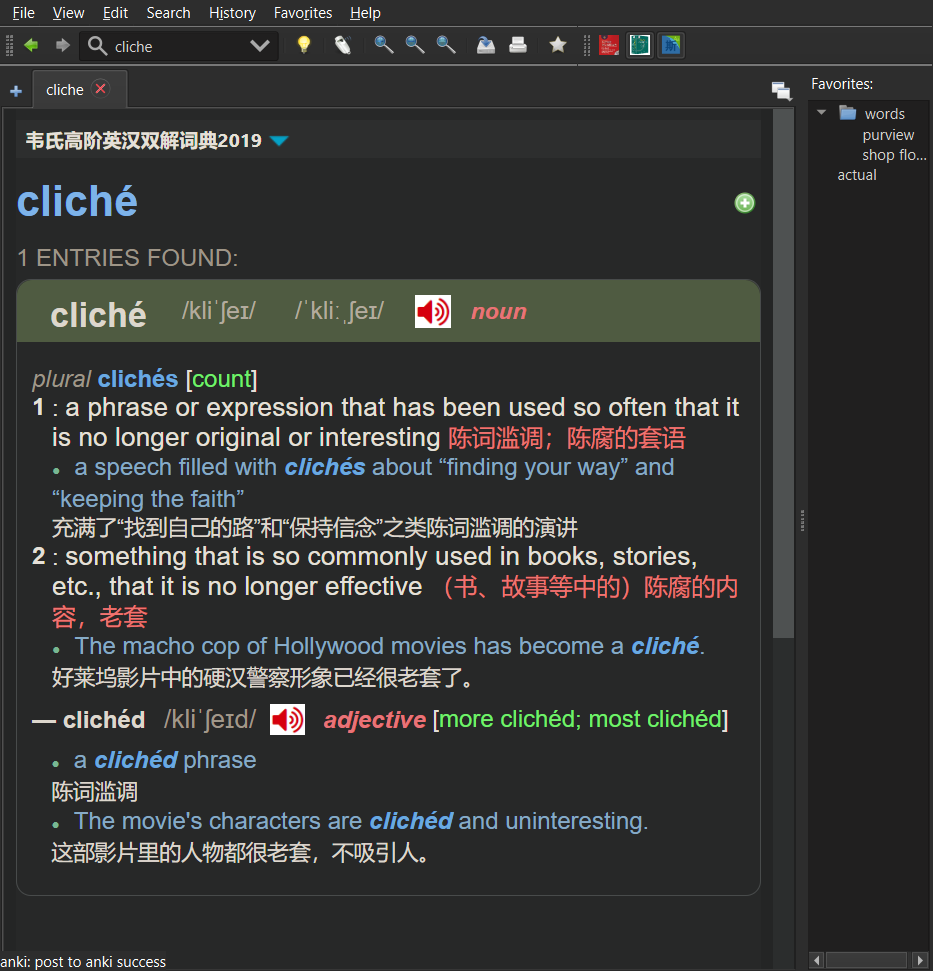 File View Edit Search History Favorites Help
cliche
cliche
Favorites:
words
purview
shop flo...
actual
韦氏高阶英汉双解词典2019
cliché
1 ENTRIES FOUND:
cliché /kliˈʃeɪ/ /ˈkliːˌʃeɪ/ noun
plural clichés [count]
1 : a phrase or expression that has been used so often that it
is no longer original or interesting 陈词滥调；陈腐的套语
• a speech filled with clichés about “finding your way” and
“keeping the faith”
充满了“找到自己的路”和“保持信念”之类陈词滥调的演讲
2 : something that is so commonly used in books, stories,
etc., that it is no longer effective （书、故事等中的）陈腐的内
容，老套
• The macho cop of Hollywood movies has become a cliché.
好莱坞影片中的硬汉警察形象已经很老套了。
— clichéd /kliˈʃeɪd/ adjective [more clichéd; most clichéd]
• a clichéd phrase
陈词滥调
• The movie's characters are clichéd and uninteresting.
这部影片里的人物都很老套，不吸引人。
anki: post to anki success